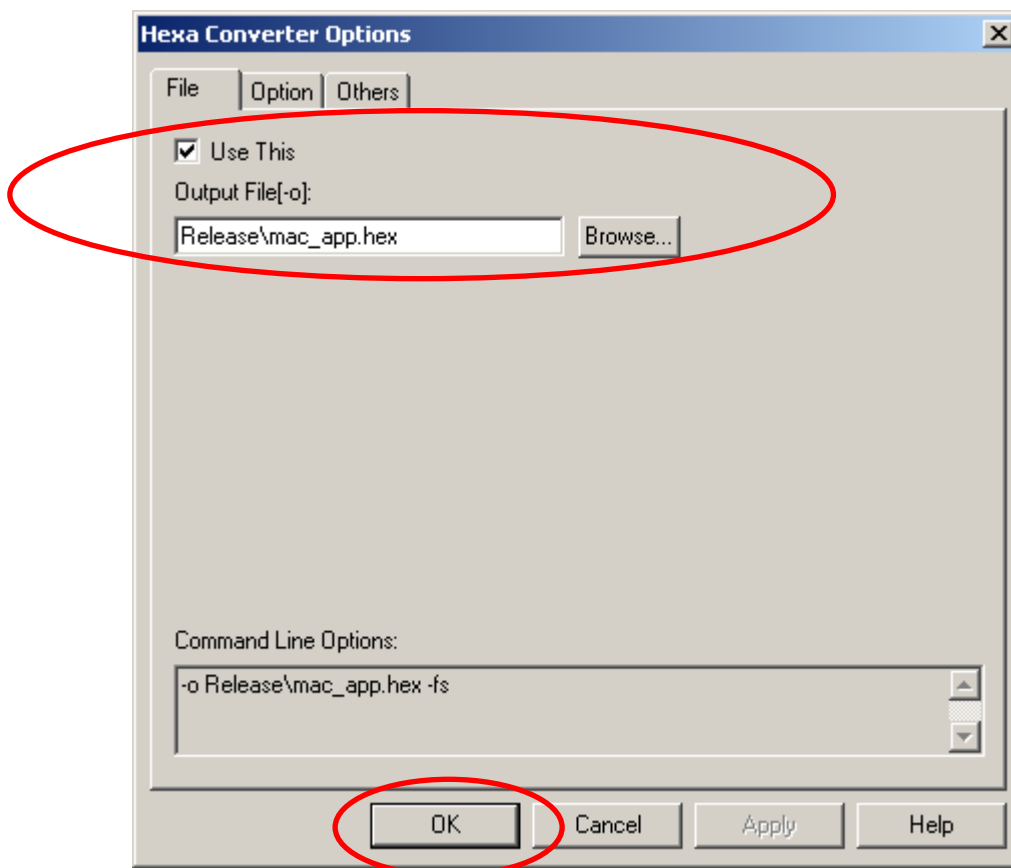 Hexa Converter Options
File Option Others
Use This
Output File[-o]:
Release\mac_app.hex Browse...
Command Line Options:
-o Release\mac_app.hex -fs
OK Cancel Apply Help